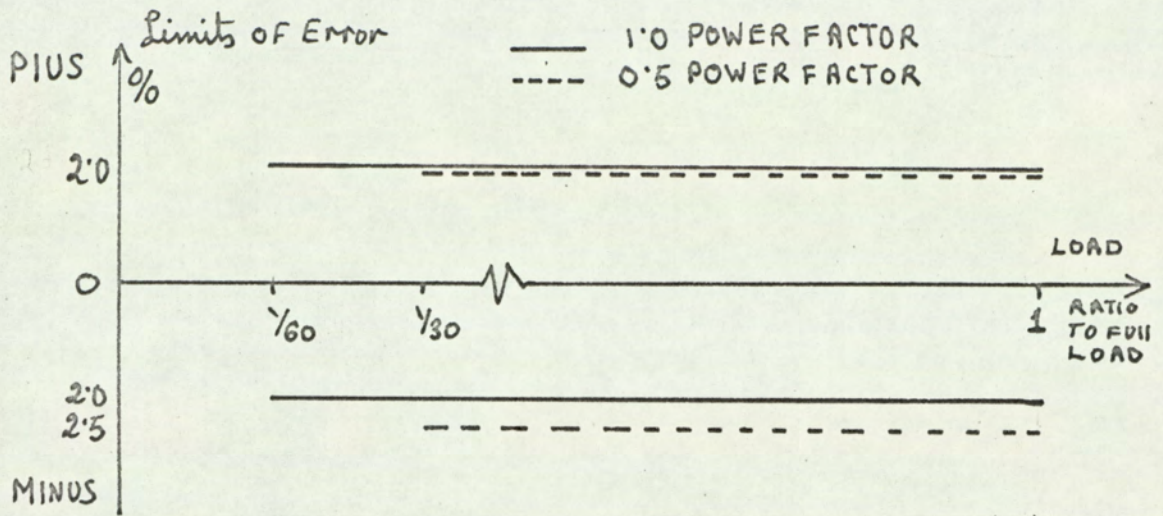 Limits of Error
PIUS
%
1·0 POWER FACTOR
0·5 POWER FACTOR
2·0
0
LOAD
1/60
1/30
1
RATIO
TO FUII
LOAD
2·0
2·5
MINUS